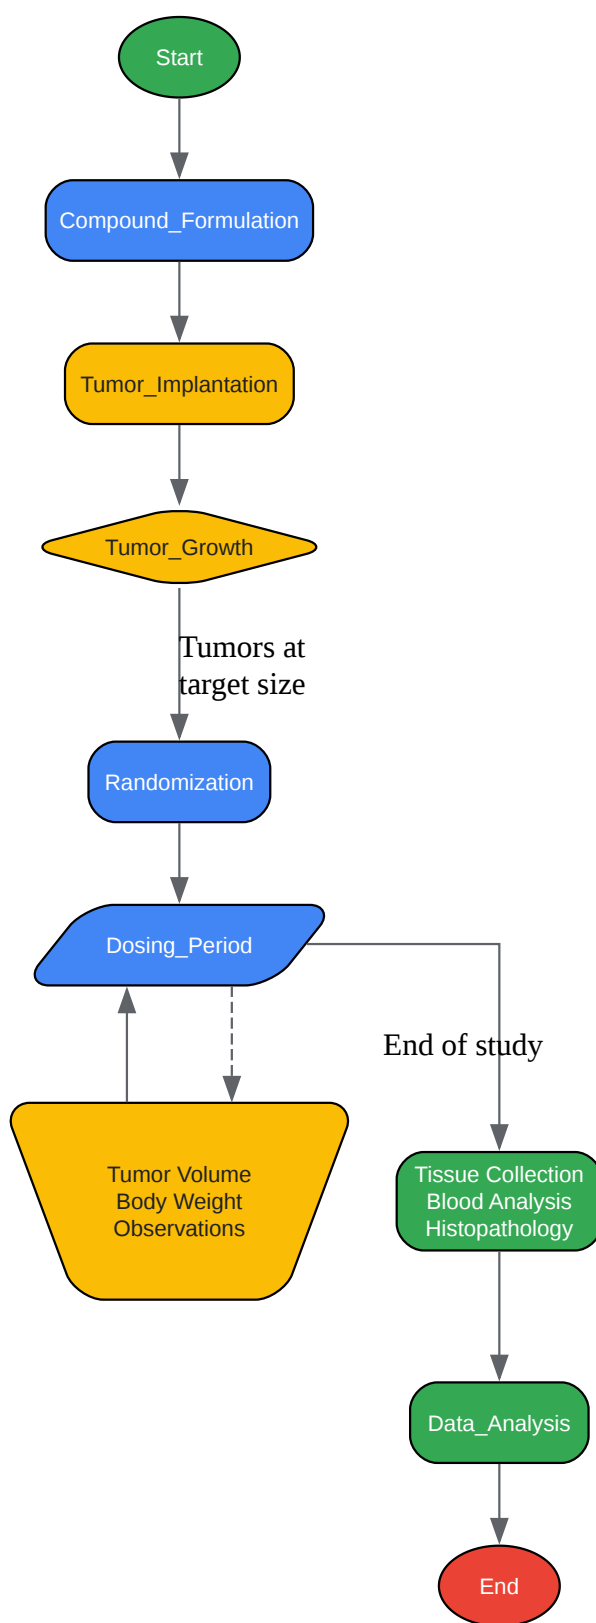 Start
Compound_Formulation
Tumor_Implantation
Tumor_Growth
Tumors at
target size
Randomization
Dosing_Period
End of study
Tumor Volume
Body Weight
Observations
Tissue Collection
Blood Analysis
Histopathology
Data_Analysis
End